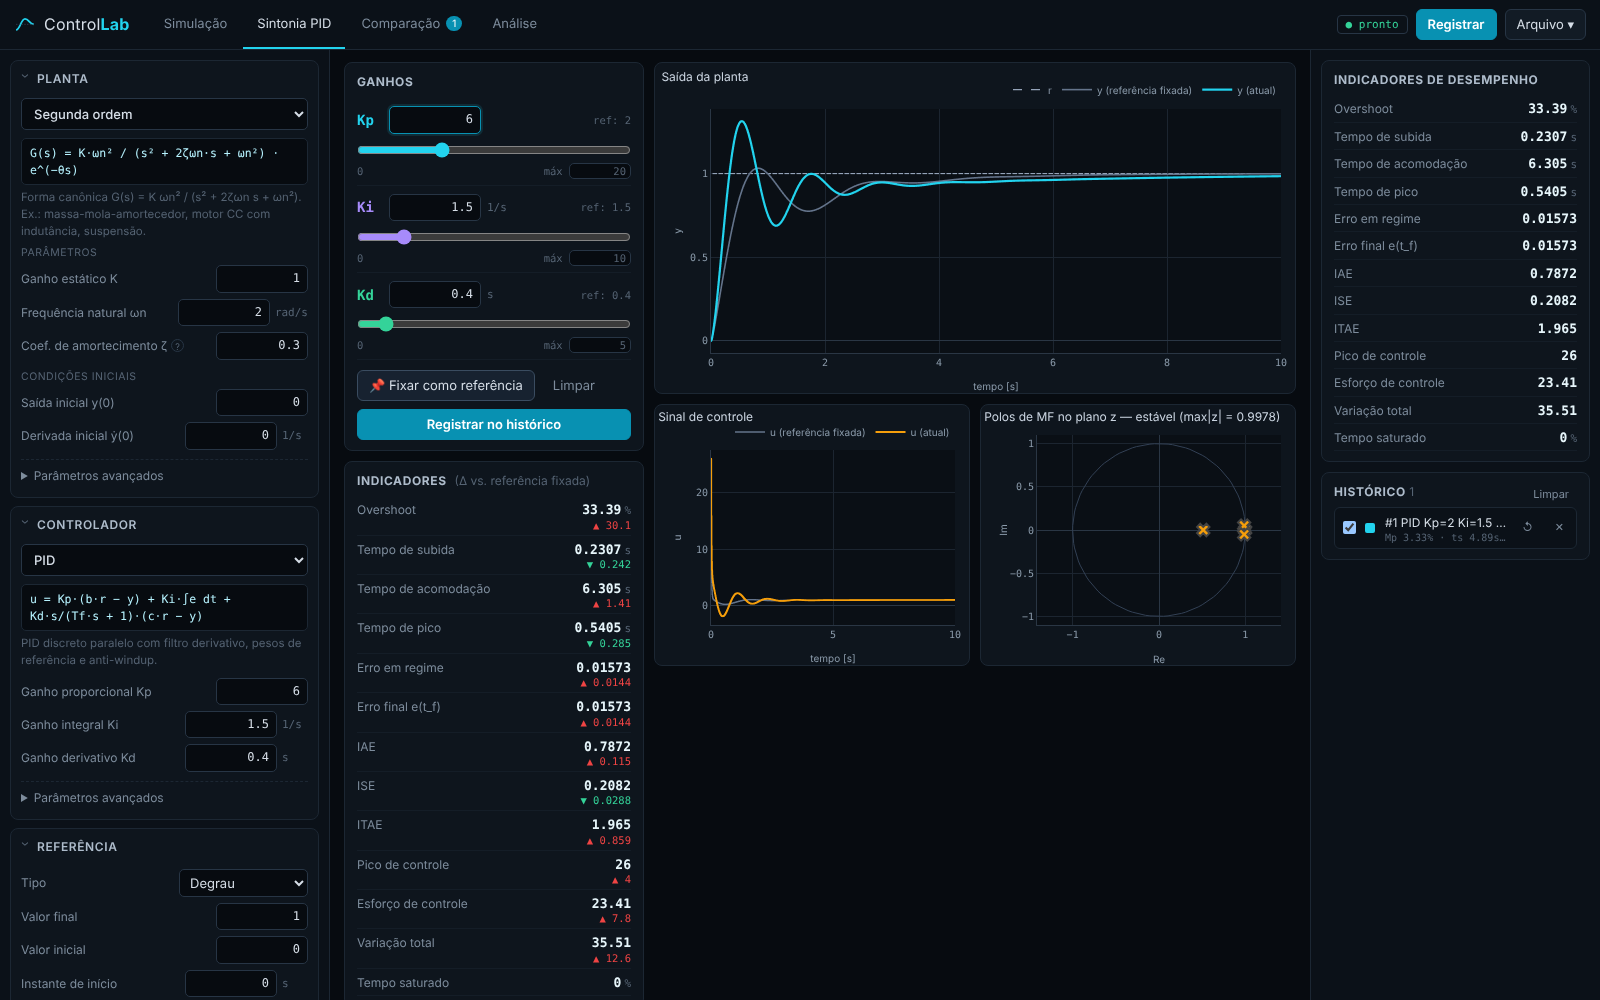 ControlLab
Simulação
Sintonia PID
Comparação 1
Análise
● pronto
Registrar
Arquivo ▾
PLANTA
Segunda ordem
G(s) = K·ωn² / (s² + 2ζωn·s + ωn²) ·
e^(−θs)
Forma canônica G(s) = K ωn² / (s² + 2ζωn s + ωn²).
Ex.: massa-mola-amortecedor, motor CC com
indutância, suspensão.
PARÂMETROS
Ganho estático K 1
Frequência natural ωn 2 rad/s
Coef. de amortecimento ζ ? 0.3
CONDIÇÕES INICIAIS
Saída inicial y(0) 0
Derivada inicial ẏ(0) 0 1/s
▶ Parâmetros avançados
CONTROLADOR
PID
u = Kp·(b·r − y) + Ki·∫e dt +
Kd·s/(Tf·s + 1)·(c·r − y)
PID discreto paralelo com filtro derivativo, pesos de
referência e anti-windup.
Ganho proporcional Kp 6
Ganho integral Ki 1.5 1/s
Ganho derivativo Kd 0.4 s
▶ Parâmetros avançados
REFERÊNCIA
Tipo Degrau
Valor final 1
Valor inicial 0
Instante de início 0 s
GANHOS
Kp 6 ref: 2
0 máx 20
Ki 1.5 1/s ref: 1.5
0 máx 10
Kd 0.4 s ref: 0.4
0 máx 5
📌 Fixar como referência Limpar
Registrar no histórico
INDICADORES (Δ vs. referência fixada)
Overshoot 33.39 %
▲ 30.1
Tempo de subida 0.2307 s
▼ 0.242
Tempo de acomodação 6.305 s
▲ 1.41
Tempo de pico 0.5405 s
▼ 0.285
Erro em regime 0.01573
▲ 0.0144
Erro final e(t_f) 0.01573
▲ 0.0144
IAE 0.7872
▲ 0.115
ISE 0.2082
▼ 0.0288
ITAE 1.965
▲ 0.859
Pico de controle 26
▲ 4
Esforço de controle 23.41
▲ 7.8
Variação total 35.51
▲ 12.6
Tempo saturado 0 %
Saída da planta
r y (referência fixada) y (atual)
1
0.5
0
y
0 2 4 6 8 10
tempo [s]
Sinal de controle
u (referência fixada) u (atual)
20
10
0
u
0 5 10
tempo [s]
Polos de MF no plano z — estável (max|z| = 0.9978)
1
0.5
0
−0.5
−1
Im
−1 0 1
Re
INDICADORES DE DESEMPENHO
Overshoot 33.39 %
Tempo de subida 0.2307 s
Tempo de acomodação 6.305 s
Tempo de pico 0.5405 s
Erro em regime 0.01573
Erro final e(t_f) 0.01573
IAE 0.7872
ISE 0.2082
ITAE 1.965
Pico de controle 26
Esforço de controle 23.41
Variação total 35.51
Tempo saturado 0 %
HISTÓRICO 1 Limpar
#1 PID Kp=2 Ki=1.5 ...
Mp 3.33% · ts 4.89s…